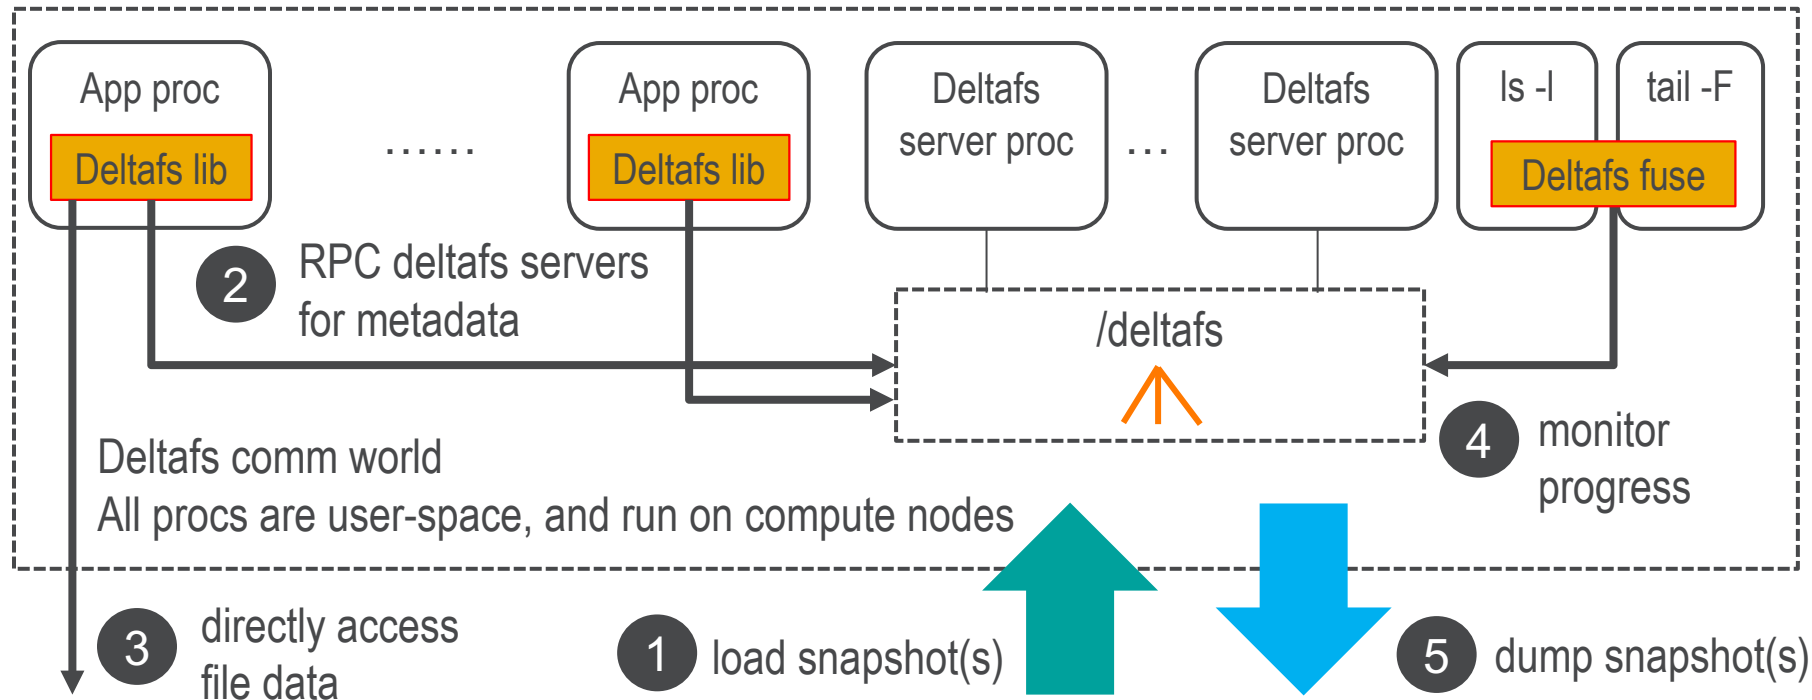 App proc
Deltafs lib
......
App proc
Deltafs lib
Deltafs
server proc
...
Deltafs
server proc
ls -l
tail -F
Deltafs fuse
2
RPC deltafs servers
for metadata
/deltafs
4
monitor
progress
Deltafs comm world
All procs are user-space, and run on compute nodes
3
directly access
file data
1
load snapshot(s)
5
dump snapshot(s)